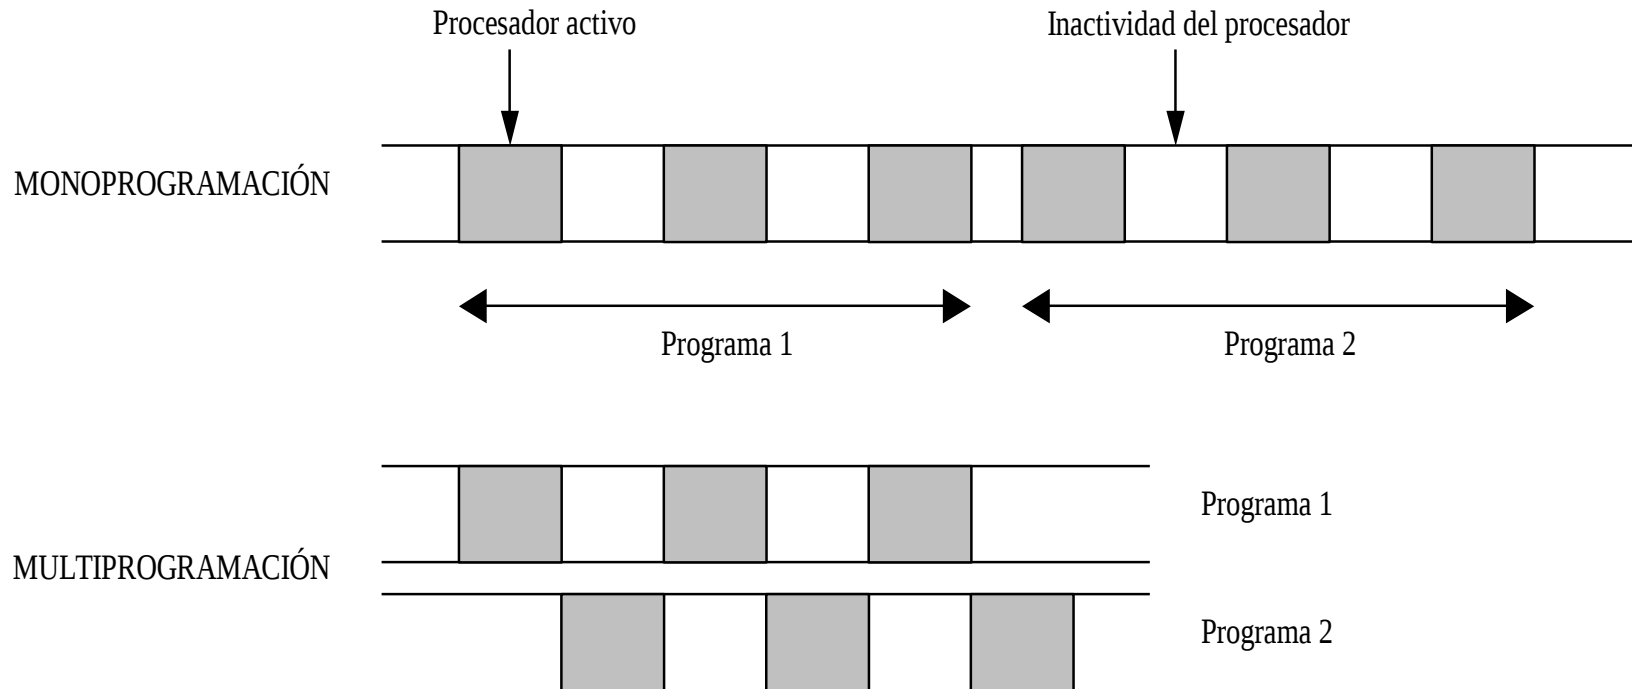 Procesador activo
Inactividad del procesador
MONOPROGRAMACIÓN
Programa 1
Programa 2
Programa 1
MULTIPROGRAMACIÓN
Programa 2